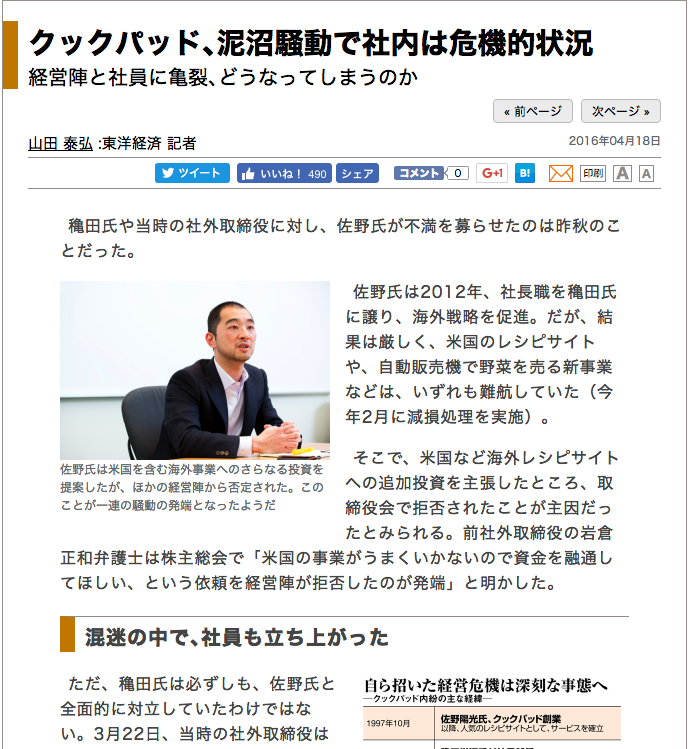 クックパッド、泥沼騒動で社内は危機的状況
経営陣と社員に亀裂、どうなってしまうのか
« 前ページ
次ページ »
山田 泰弘 :東洋経済 記者
2016年04月18日
ツイート
いいね！ 490
シェア
コメント 0
G+1
B!
印刷
A
A
穐田氏や当時の社外取締役に対し、佐野氏が不満を募らせたのは昨秋のこ
とだった。
佐野氏は2012年、社長職を穐田氏
に譲り、海外戦略を促進。だが、結
果は厳しく、米国のレシピサイト
や、自動販売機で野菜を売る新事業
などは、いずれも難航していた（今
年2月に減損処理を実施）。
佐野氏は米国を含む海外事業へのさらなる投資を
提案したが、ほかの経営陣から否定された。この
ことが一連の騒動の発端となったようだ
そこで、米国など海外レシピサイト
への追加投資を主張したところ、取
締役会で拒否されたことが主因だっ
たとみられる。前社外取締役の岩倉
正和弁護士は株主総会で「米国の事業がうまくいかないので資金を融通し
てほしい、という依頼を経営陣が拒否したのが発端」と明かした。
混迷の中で、社員も立ち上がった
ただ、穐田氏は必ずしも、佐野氏と
全面的に対立していたわけではな
い。3月22日、当時の社外取締役は
自ら招いた経営危機は深刻な事態へ
―クックパッド内紛の主な経緯―
1997年10月
佐野陽光氏、クックパッド創業
以降、人気のレシピサイトとして、サービスを確立